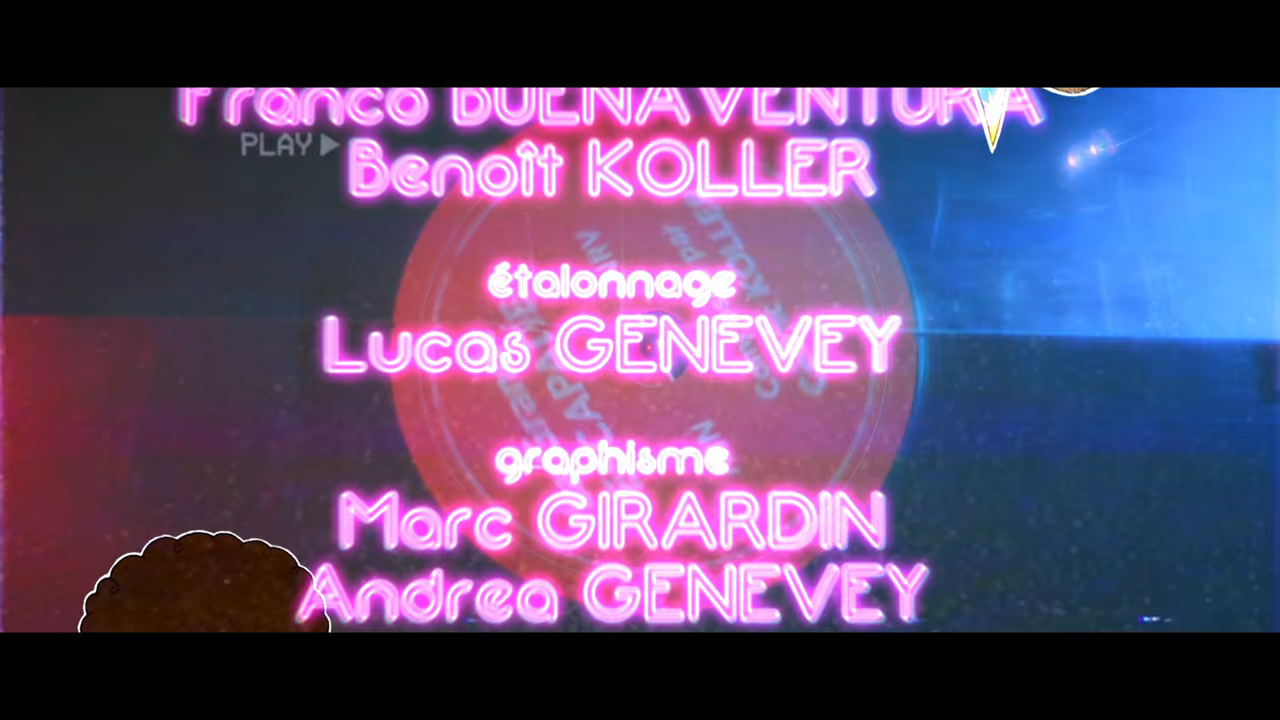 Franco BUENAVENTURA
PLAY
Benoît KOLLER
étalonnage
Lucas GENEVEY
graphisme
Marc GIRARDIN
Andrea GENEVEY